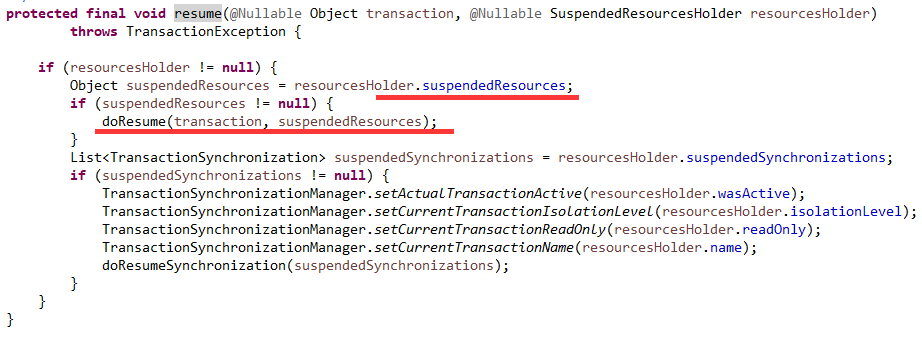 protected final void resume(@Nullable Object transaction, @Nullable SuspendedResourcesHolder resourcesHolder)
        throws TransactionException {

    if (resourcesHolder != null) {
        Object suspendedResources = resourcesHolder.suspendedResources;
        if (suspendedResources != null) {
            doResume(transaction, suspendedResources);
        }
        List<TransactionSynchronization> suspendedSynchronizations = resourcesHolder.suspendedSynchronizations;
        if (suspendedSynchronizations != null) {
            TransactionSynchronizationManager.setActualTransactionActive(resourcesHolder.wasActive);
            TransactionSynchronizationManager.setCurrentTransactionIsolationLevel(resourcesHolder.isolationLevel);
            TransactionSynchronizationManager.setCurrentTransactionReadOnly(resourcesHolder.readOnly);
            TransactionSynchronizationManager.setCurrentTransactionName(resourcesHolder.name);
            doResumeSynchronization(suspendedSynchronizations);
        }
    }
}